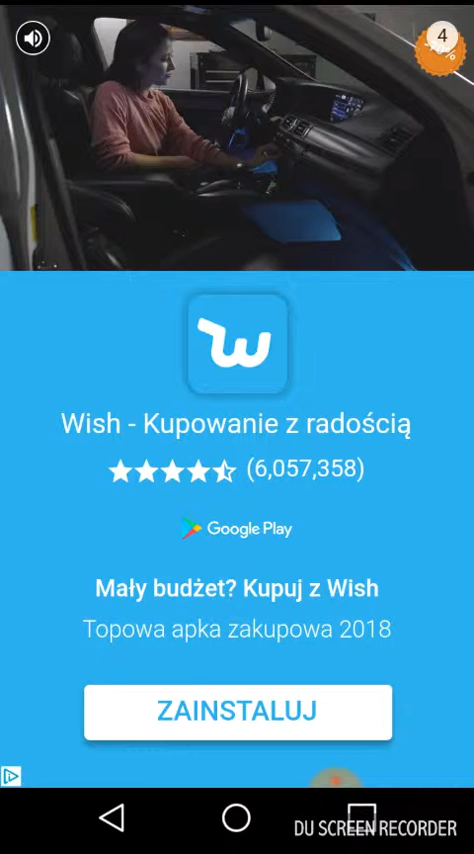 4
Wish - Kupowanie z radością
(6,057,358)
Google Play
Mały budżet? Kupuj z Wish
Topowa apka zakupowa 2018
ZAINSTALUJ
DU SCREEN RECORDER